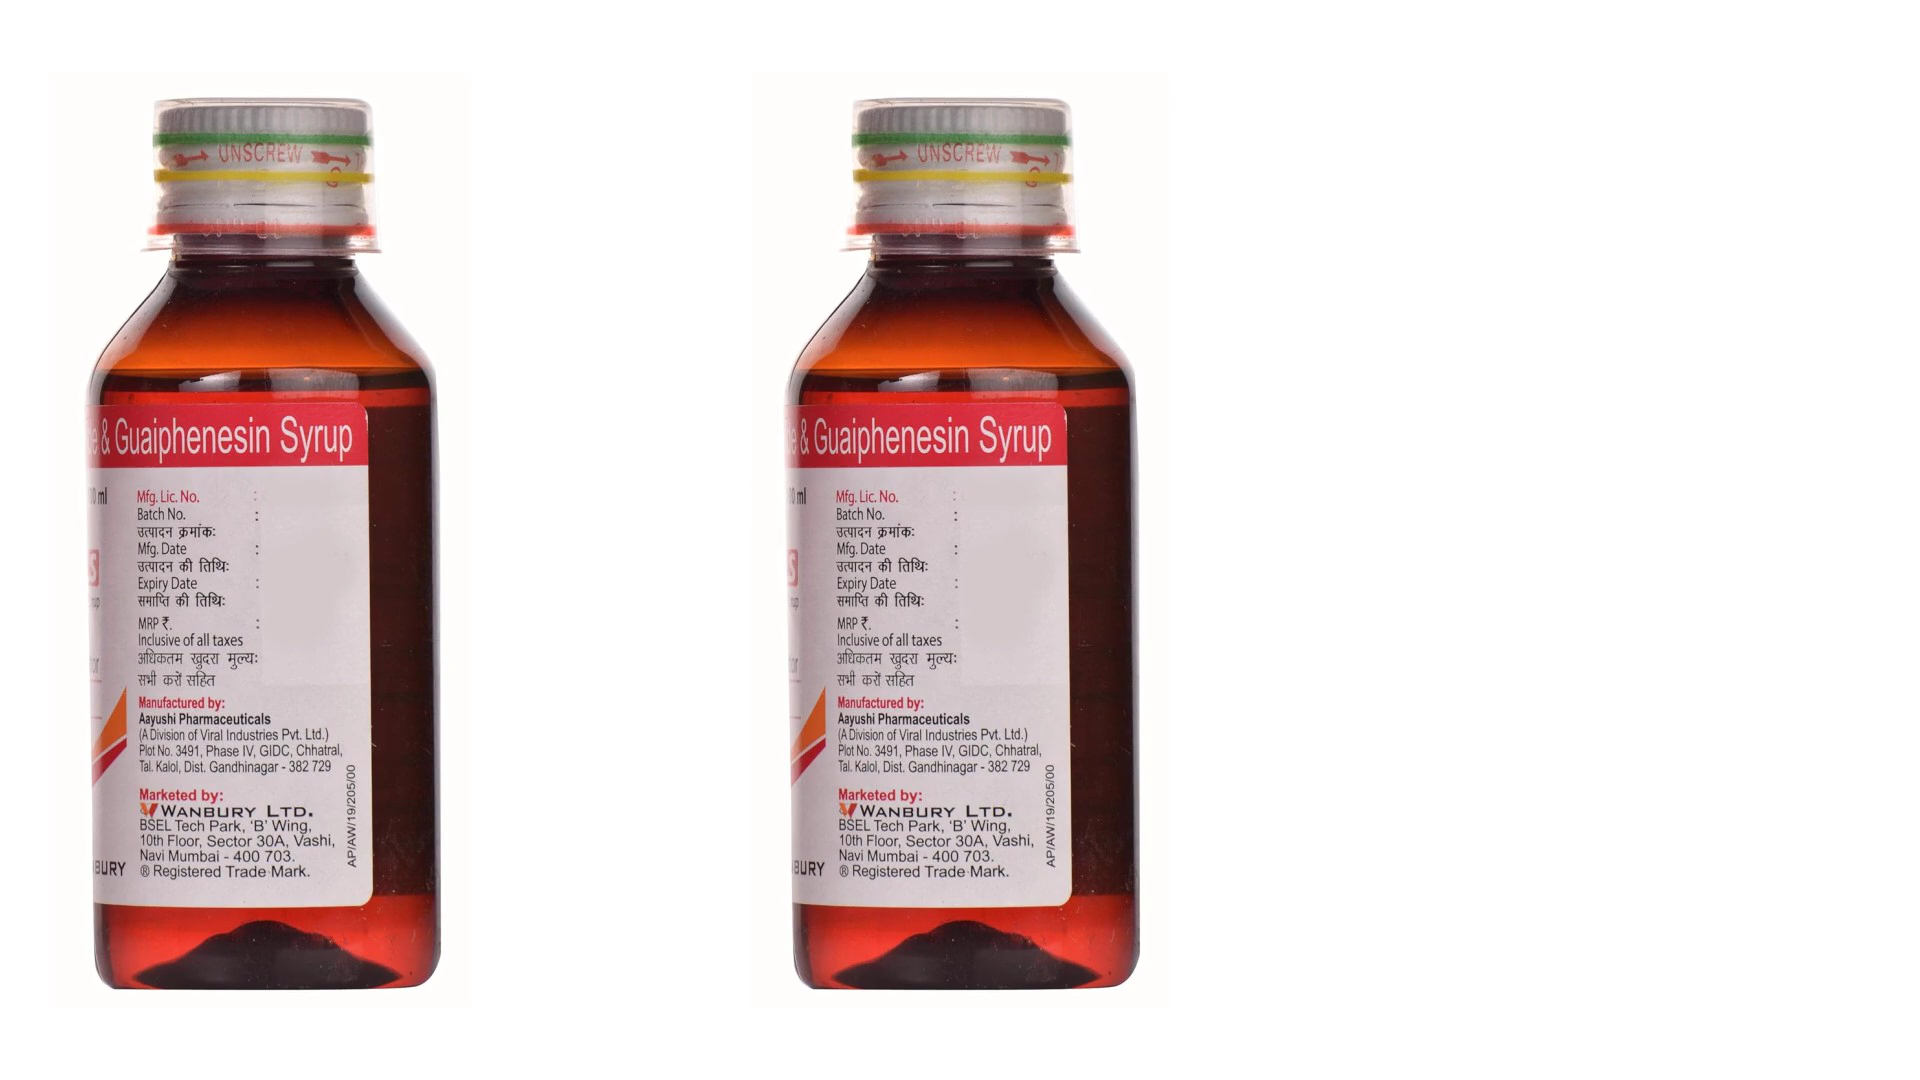 UNSCREW
& Guaiphenesin Syrup
ml
Mfg. Lic. No. :
Batch No. :
उत्पादन क्रमांक:
Mfg. Date :
उत्पादन की तिथि:
Expiry Date :
समाप्ति की तिथि:
MRP ₹. :
Inclusive of all taxes
अधिकतम खुदरा मुल्य:
सभी करों सहित
Manufactured by:
Aayushi Pharmaceuticals
(A Division of Viral Industries Pvt. Ltd.)
Plot No. 3491, Phase IV, GIDC, Chhatral,
Tal. Kalol, Dist. Gandhinagar - 382 729
Marketed by:
WANBURY LTD.
BSEL Tech Park, 'B' Wing,
10th Floor, Sector 30A, Vashi,
Navi Mumbai - 400 703.
® Registered Trade Mark.
AP/AW/19/205/00
BURY
UNSCREW
& Guaiphenesin Syrup
ml
Mfg. Lic. No. :
Batch No. :
उत्पादन क्रमांक:
Mfg. Date :
उत्पादन की तिथि:
Expiry Date :
समाप्ति की तिथि:
MRP ₹. :
Inclusive of all taxes
अधिकतम खुदरा मुल्य:
सभी करों सहित
Manufactured by:
Aayushi Pharmaceuticals
(A Division of Viral Industries Pvt. Ltd.)
Plot No. 3491, Phase IV, GIDC, Chhatral,
Tal. Kalol, Dist. Gandhinagar - 382 729
Marketed by:
WANBURY LTD.
BSEL Tech Park, 'B' Wing,
10th Floor, Sector 30A, Vashi,
Navi Mumbai - 400 703.
® Registered Trade Mark.
AP/AW/19/205/00
BURY